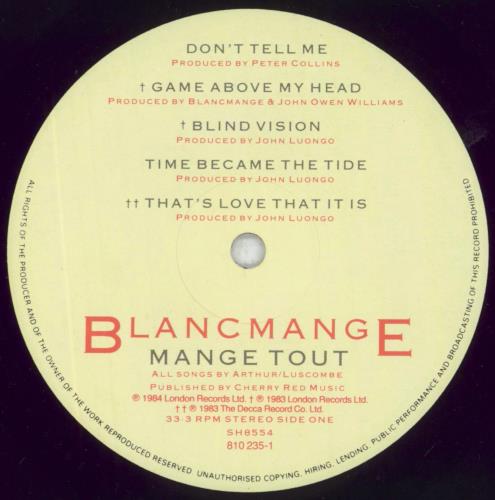 DON'T TELL ME
PRODUCED BY PETER COLLINS
† GAME ABOVE MY HEAD
PRODUCED BY BLANCMANGE & JOHN OWEN WILLIAMS
† BLIND VISION
PRODUCED BY JOHN LUONGO
TIME BECAME THE TIDE
PRODUCED BY JOHN LUONGO
†† THAT'S LOVE THAT IT IS
PRODUCED BY JOHN LUONGO
BLANCMANGE
MANGE TOUT
ALL SONGS BY ARTHUR/LUSCOMBE
PUBLISHED BY CHERRY RED MUSIC
℗ 1984 London Records Ltd. † ℗ 1983 London Records Ltd.
†† ℗ 1983 The Decca Record Co. Ltd.
33⅓ RPM STEREO SIDE ONE
SH8554
810 235-1
ALL RIGHTS OF THE PRODUCER AND OF THE OWNER OF THE WORK REPRODUCED RESERVED. UNAUTHORISED COPYING, HIRING, LENDING, PUBLIC PERFORMANCE AND BROADCASTING OF THIS RECORD PROHIBITED